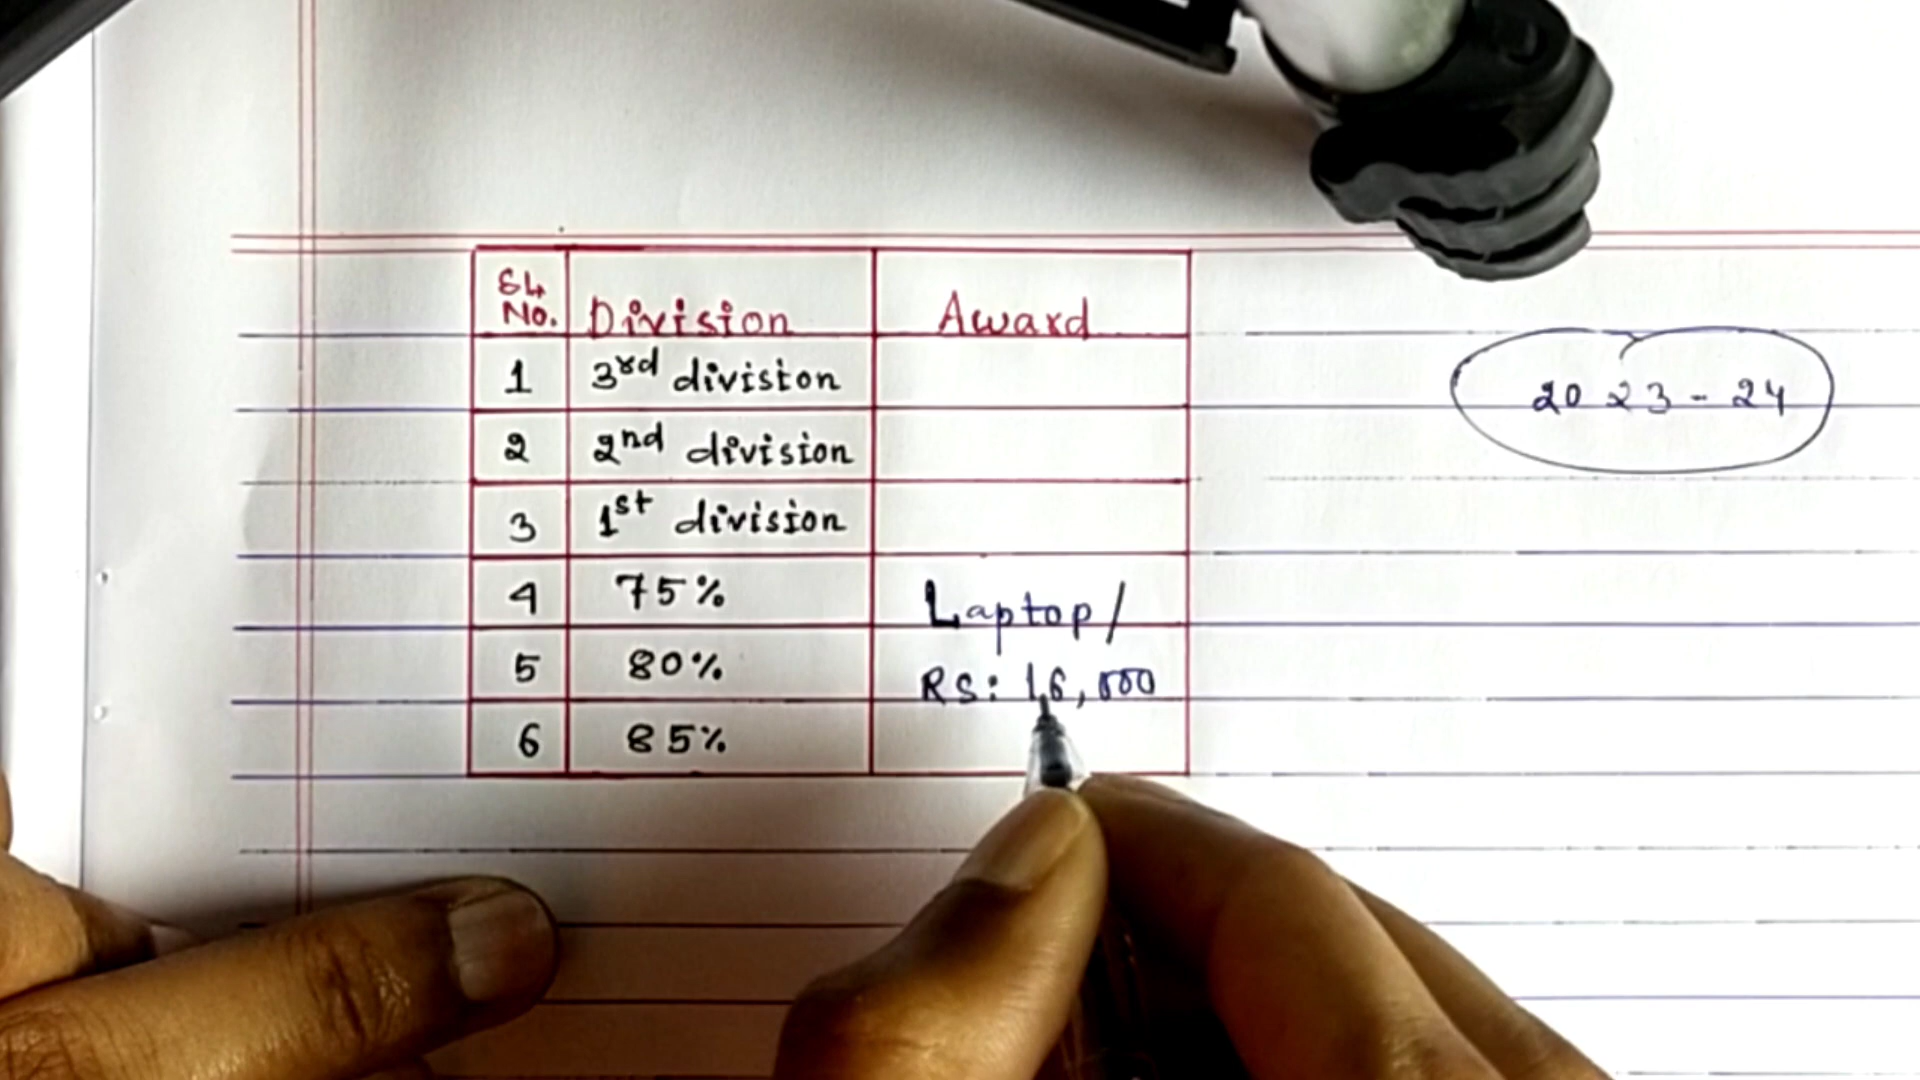 SL
No. Division Award
1 3rd division
2 2nd division
3 1st division
4 75% Laptop/
5 80% RS: 16,000
6 85%
2023-24